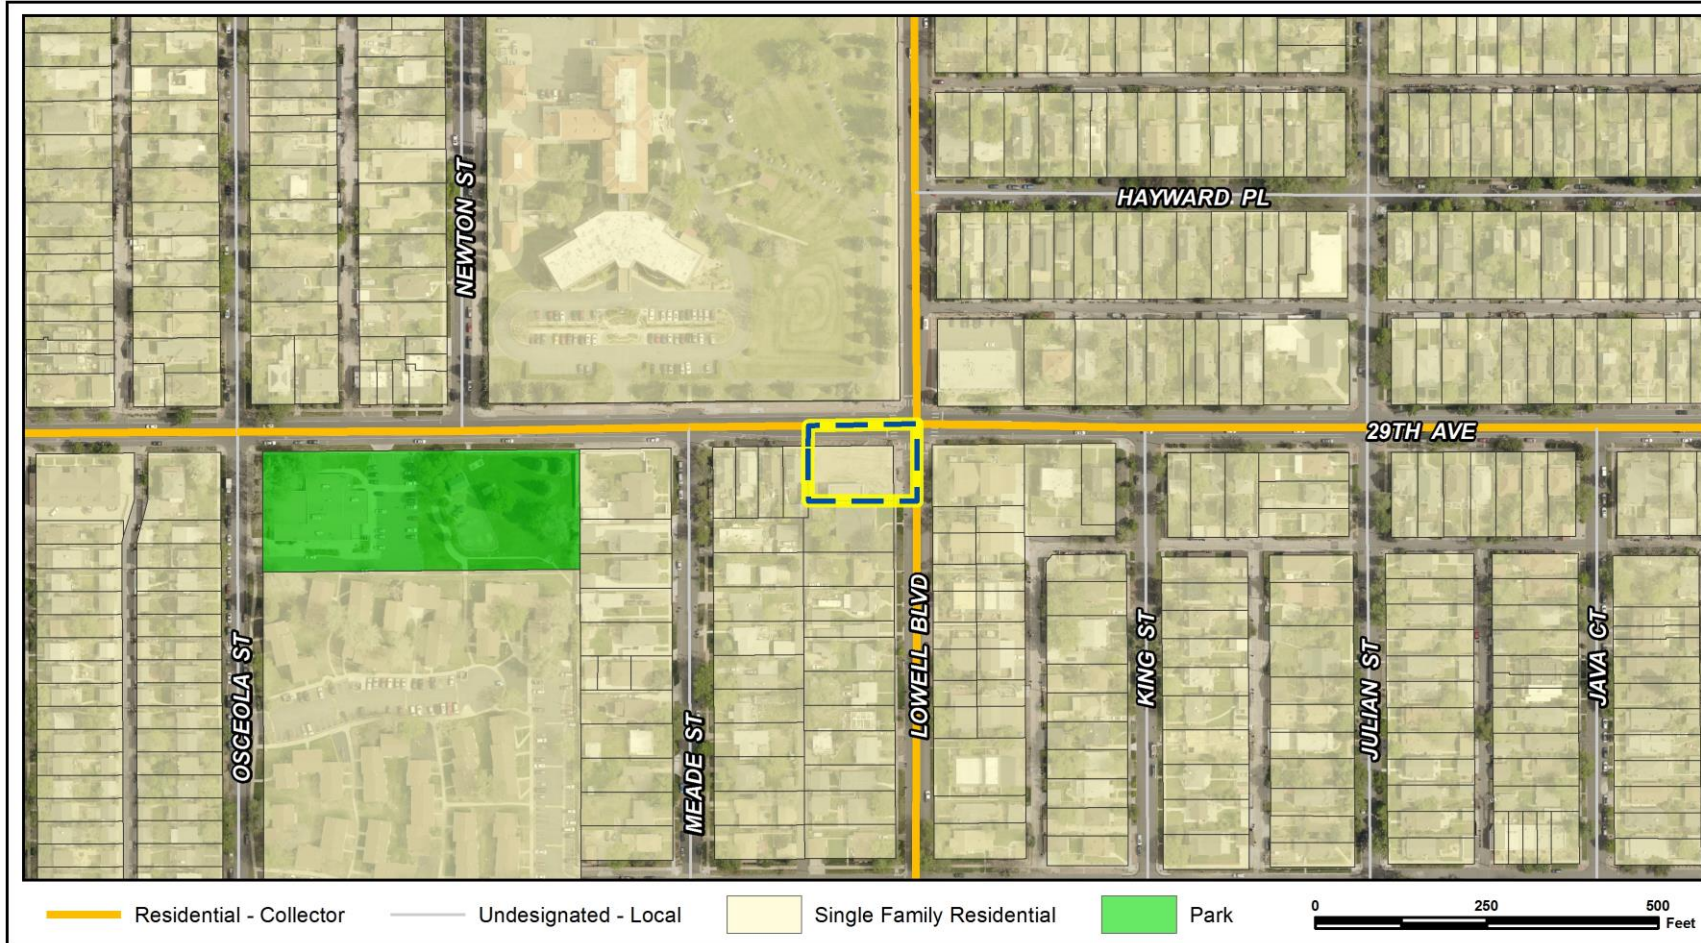 NEWTON ST
HAYWARD PL
29TH AVE
OSCEOLA ST
MEADE ST
LOWELL BLVD
KING ST
JULIAN ST
JAVA CT
Residential - Collector
Undesignated - Local
Single Family Residential
Park
0 250 500
Feet